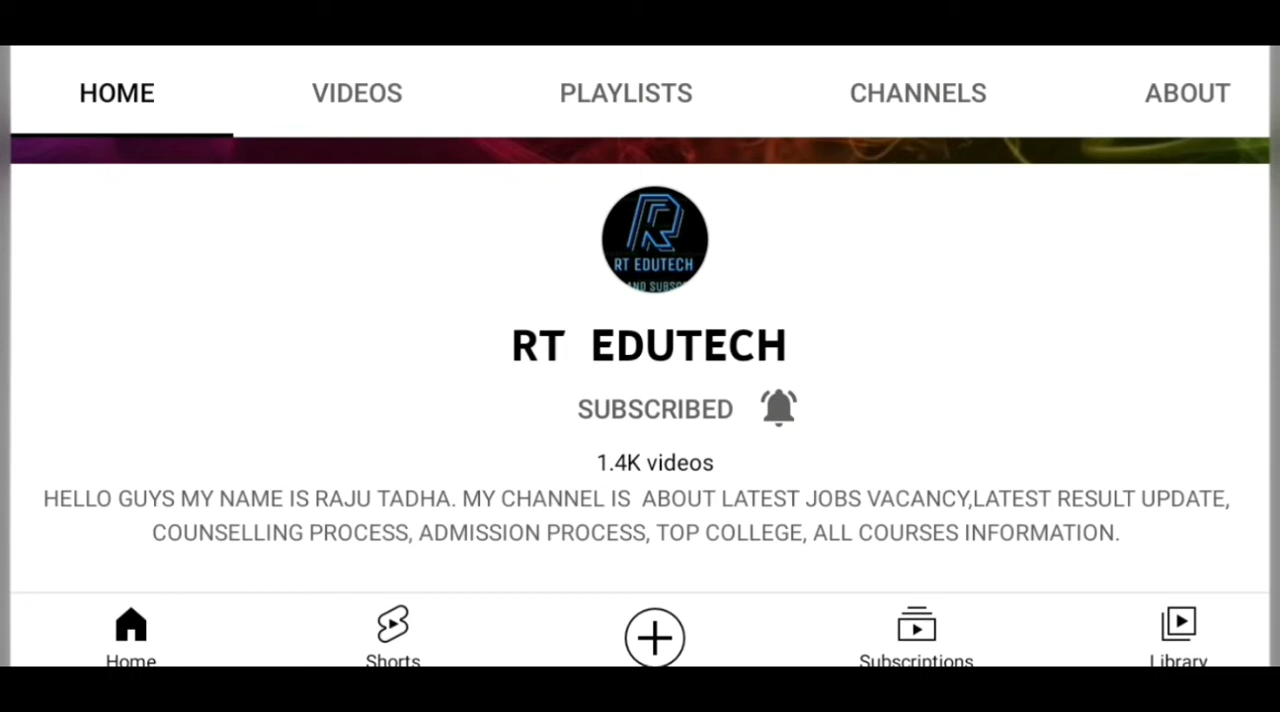 HOME VIDEOS PLAYLISTS CHANNELS ABOUT
RT EDUTECH
AND SUBSC
RT EDUTECH
SUBSCRIBED
1.4K videos
HELLO GUYS MY NAME IS RAJU TADHA. MY CHANNEL IS ABOUT LATEST JOBS VACANCY,LATEST RESULT UPDATE,
COUNSELLING PROCESS, ADMISSION PROCESS, TOP COLLEGE, ALL COURSES INFORMATION.
Home Shorts Subscriptions Library